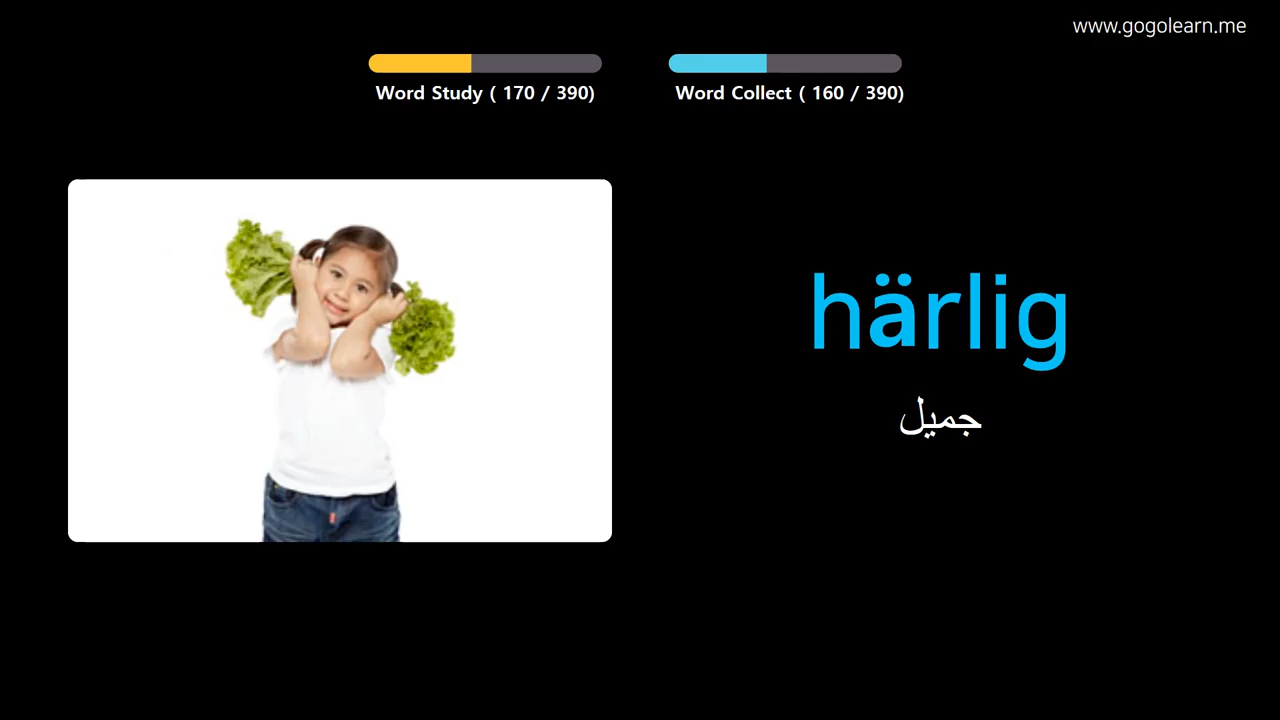 www.gogolearn.me
Word Study ( 170 / 390)
Word Collect ( 160 / 390)
härlig
جميل